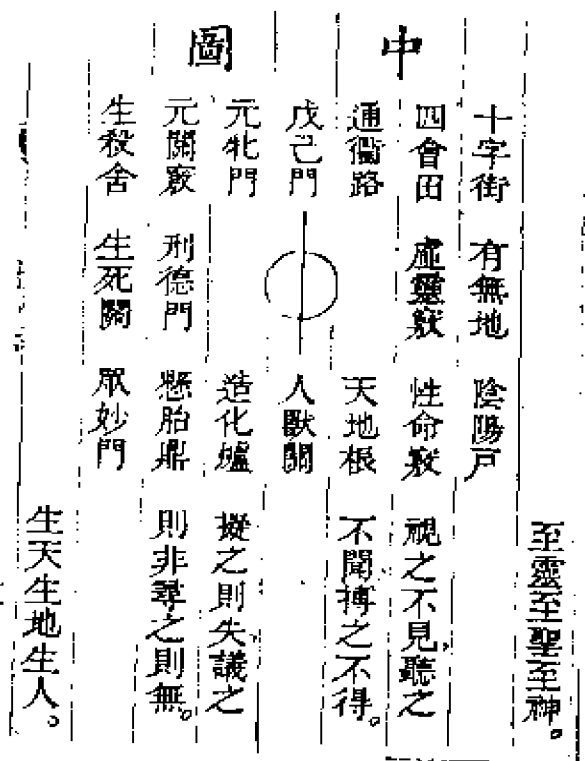 中圖
至靈至聖至神。
十字街 有無地 陰陽戸
四會田 虛靈竅 性命竅 視之不見,聽之
通衢路 天地根 不聞搏之不得。
戊己門 人獸關
元牝門 造化爐 擬之則失,議之
元關竅 刑德門 懸胎鼎 則非尋之則無。
生殺舍 生死關 眾妙門
生天生地生人。